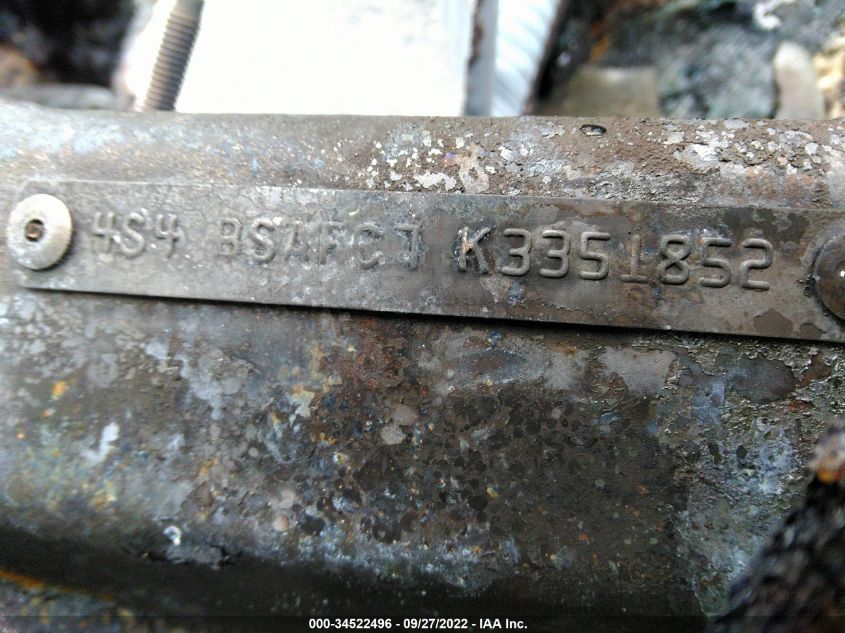 4S4 BSAFC7 K3351852
000-34522496 - 09/27/2022 - IAA Inc.